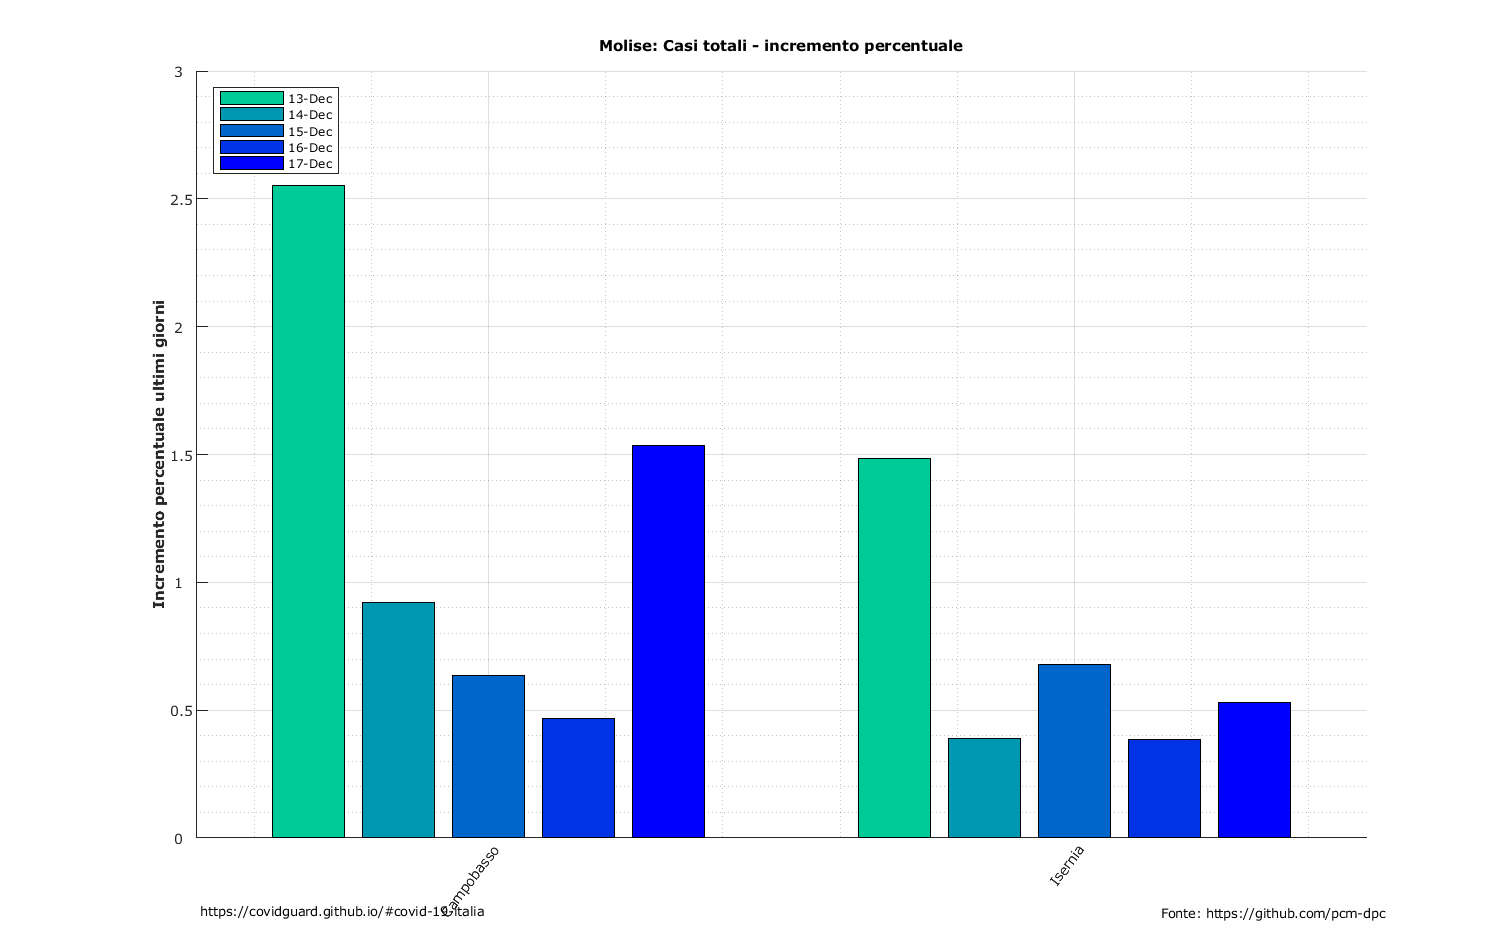 Molise: Casi totali - incremento percentuale
3
13-Dec
14-Dec
15-Dec
16-Dec
17-Dec
2.5
2
1.5
1
0.5
0
Incremento percentuale ultimi giorni
Campobasso
Isernia
https://covidguard.github.io/#covid-19-italia
Fonte: https://github.com/pcm-dpc